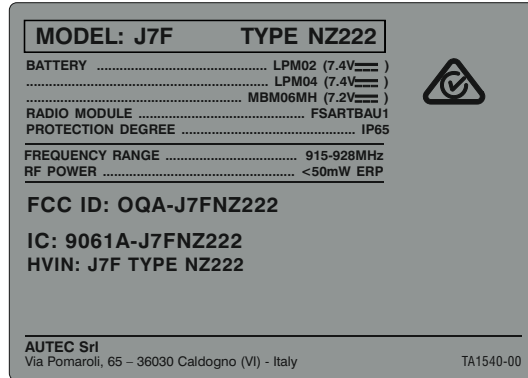 MODEL: J7F TYPE NZ222
BATTERY ............................................ LPM02 (7.4V⎓ )
........................................................................ LPM04 (7.4V⎓ )
................................................................. MBM06MH (7.2V⎓ )
RADIO MODULE .................................................. FSARTBAU1
PROTECTION DEGREE .............................................. IP65
FREQUENCY RANGE ................................. 915-928MHz
RF POWER ................................................. <50mW ERP
FCC ID: OQA-J7FNZ222
IC: 9061A-J7FNZ222
HVIN: J7F TYPE NZ222
AUTEC Srl
Via Pomaroli, 65 – 36030 Caldogno (VI) - Italy TA1540-00